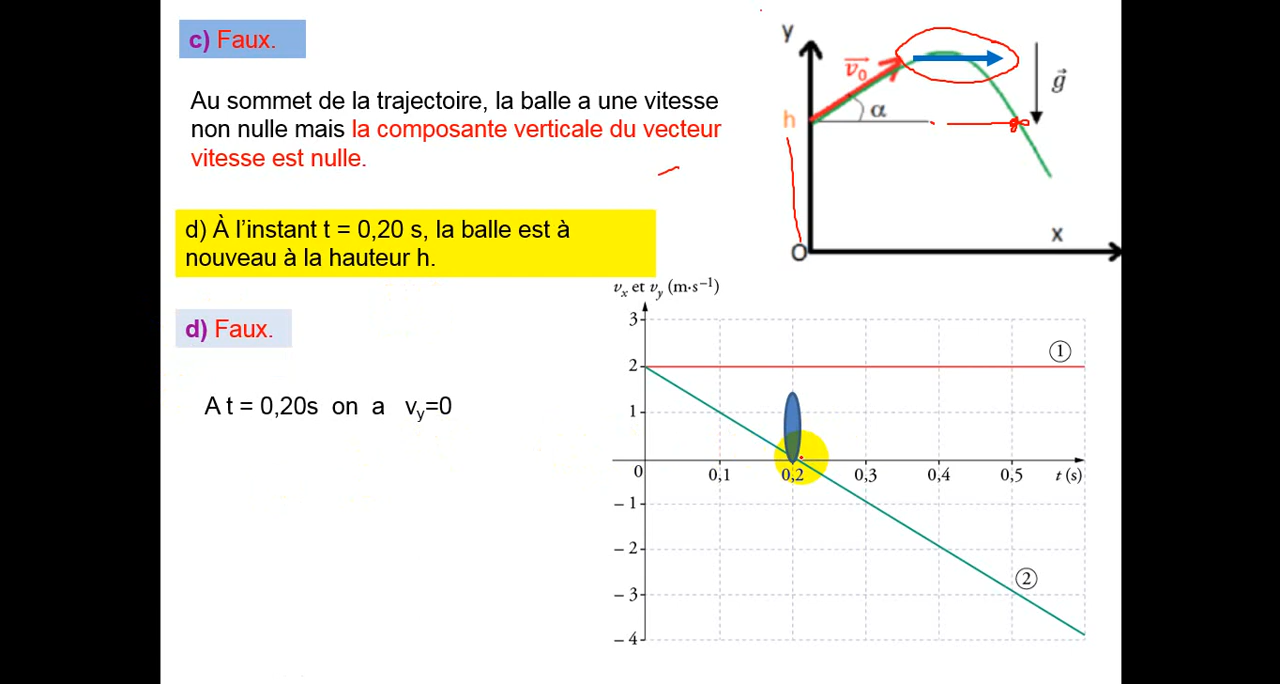 c) Faux.
Au sommet de la trajectoire, la balle a une vitesse
non nulle mais la composante verticale du vecteur
vitesse est nulle.
d) À l'instant t = 0,20 s, la balle est à
nouveau à la hauteur h.
d) Faux.
A t = 0,20s on a vy=0
y
v0
α
h
g
x
O
vx et vy (m·s⁻¹)
3
2
1
0
– 1
– 2
– 3
– 4
0,1 0,2 0,3 0,4 0,5 t (s)
①
②